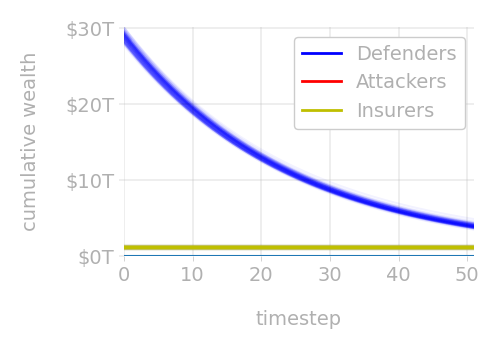 $30T
$20T
$10T
$0T
cumulative wealth
Defenders
Attackers
Insurers
0 10 20 30 40 50
timestep